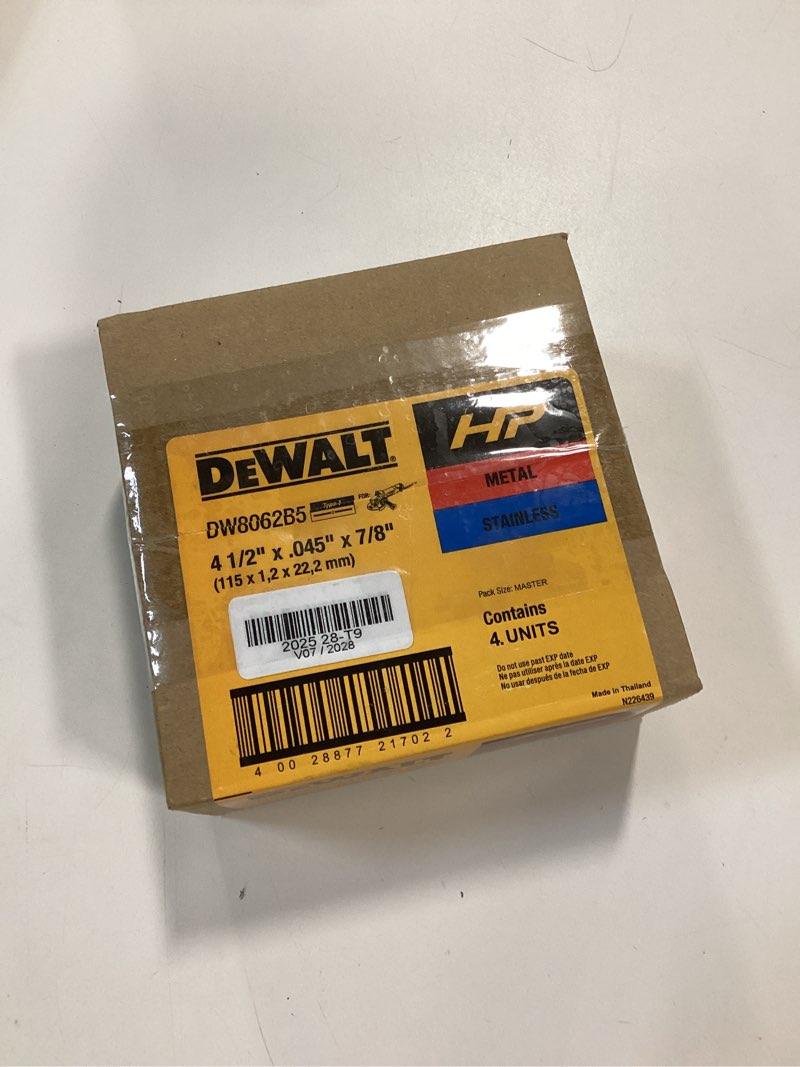 DEWALT®
HP
METAL
STAINLESS
DW8062B5 Type-1 FOR:
4 1/2" x .045" x 7/8"
(115 x 1,2 x 22,2 mm)
2025 28-T9
V07 / 2028
Pack Size: MASTER
Contains
4. UNITS
Do not use past EXP date
Ne pas utiliser après la date EXP
No usar después de la fecha de EXP
Made in Thailand
N226439
4 00 28877 21702 2